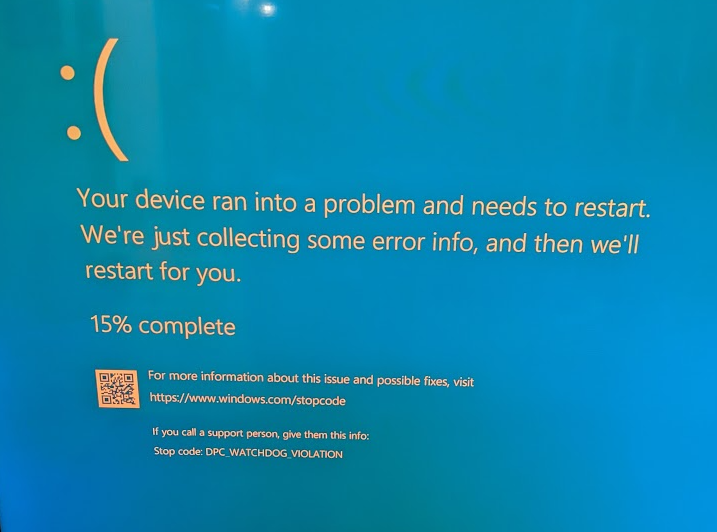 :(
Your device ran into a problem and needs to restart.
We're just collecting some error info, and then we'll
restart for you.
15% complete
For more information about this issue and possible fixes, visit
https://www.windows.com/stopcode
If you call a support person, give them this info:
Stop code: DPC_WATCHDOG_VIOLATION